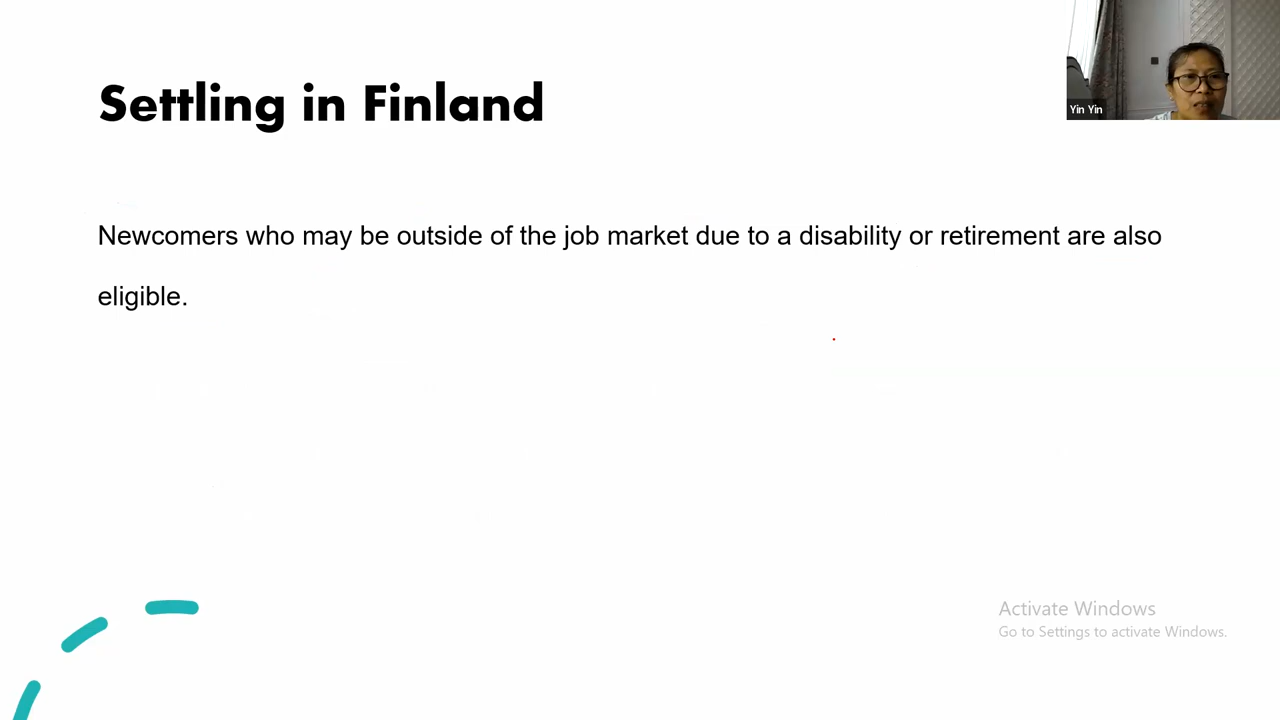 Settling in Finland
Yin Yin
Newcomers who may be outside of the job market due to a disability or retirement are also
eligible.
Activate Windows
Go to Settings to activate Windows.